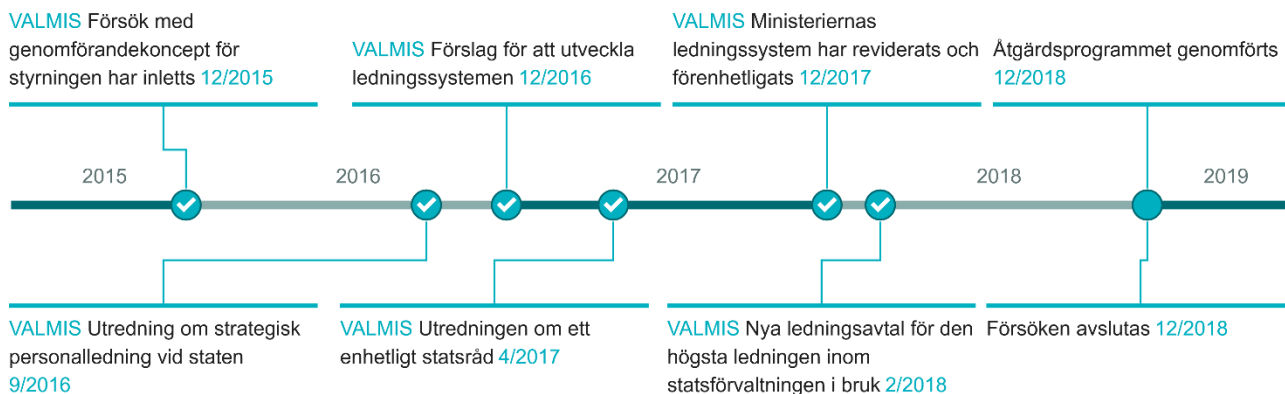 VALMIS Försök med
genomförandekoncept för
styrningen har inletts 12/2015
VALMIS Förslag för att utveckla
ledningssystemen 12/2016
VALMIS Ministeriernas
ledningssystem har reviderats och
förenhetligats 12/2017
Åtgärdsprogrammet genomförts
12/2018
2015
2016
2017
2018
2019
VALMIS Utredning om strategisk
personalledning vid staten
9/2016
VALMIS Utredningen om ett
enhetligt statsråd 4/2017
VALMIS Nya ledningsavtal för den
högsta ledningen inom
statsförvaltningen i bruk 2/2018
Försöken avslutas 12/2018